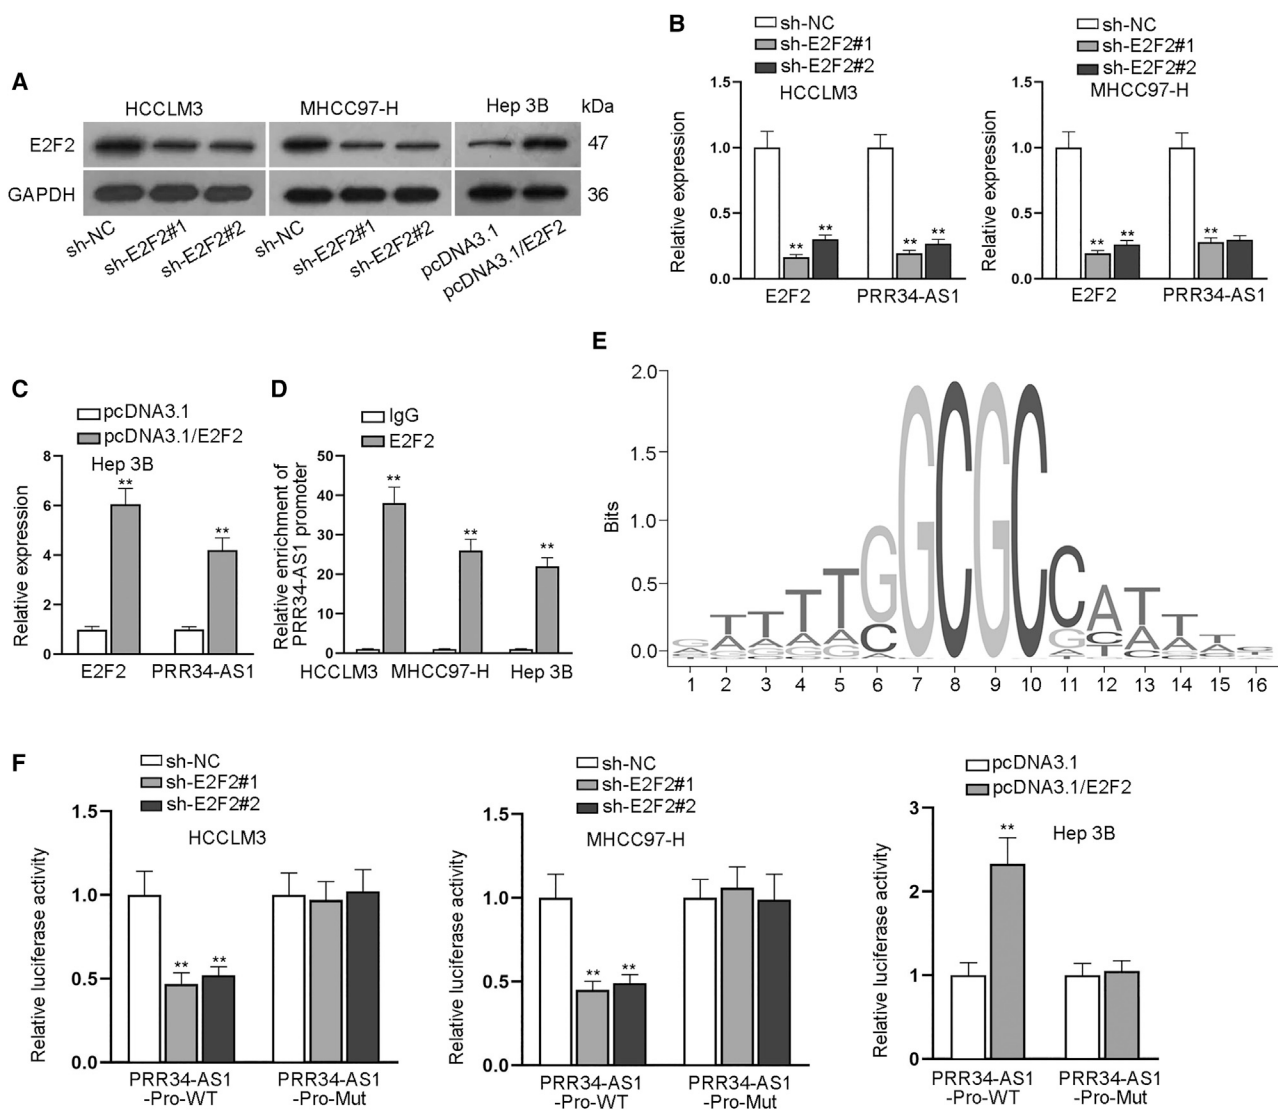 A
HCCLM3 MHCC97-H Hep 3B kDa
E2F2 47
GAPDH 36
sh-NC sh-E2F2#1 sh-E2F2#2 sh-NC sh-E2F2#1 sh-E2F2#2 pcDNA3.1 pcDNA3.1/E2F2
B
sh-NC
sh-E2F2#1
sh-E2F2#2
HCCLM3
Relative expression
1.5
1.0
0.5
0.0
** ** ** **
E2F2 PRR34-AS1
sh-NC
sh-E2F2#1
sh-E2F2#2
MHCC97-H
Relative expression
1.5
1.0
0.5
0.0
** ** **
E2F2 PRR34-AS1
C
pcDNA3.1
pcDNA3.1/E2F2
Hep 3B
Relative expression
8
6
4
2
0
** **
E2F2 PRR34-AS1
D
IgG
E2F2
Relative enrichment of
PRR34-AS1 promoter
50
40
30
20
10
0
** ** **
HCCLM3 MHCC97-H Hep 3B
E
Bits
2.0
1.5
1.0
0.5
0.0
T T T T G G C G C C A T T T
1 2 3 4 5 6 7 8 9 10 11 12 13 14 15 16
F
sh-NC
sh-E2F2#1
sh-E2F2#2
HCCLM3
Relative luciferase activity
1.5
1.0
0.5
0.0
** **
PRR34-AS1 PRR34-AS1
-Pro-WT -Pro-Mut
sh-NC
sh-E2F2#1
sh-E2F2#2
MHCC97-H
Relative luciferase activity
1.5
1.0
0.5
0.0
** **
PRR34-AS1 PRR34-AS1
-Pro-WT -Pro-Mut
pcDNA3.1
pcDNA3.1/E2F2
Hep 3B
Relative luciferase activity
3
2
1
0
**
PRR34-AS1 PRR34-AS1
-Pro-WT -Pro-Mut